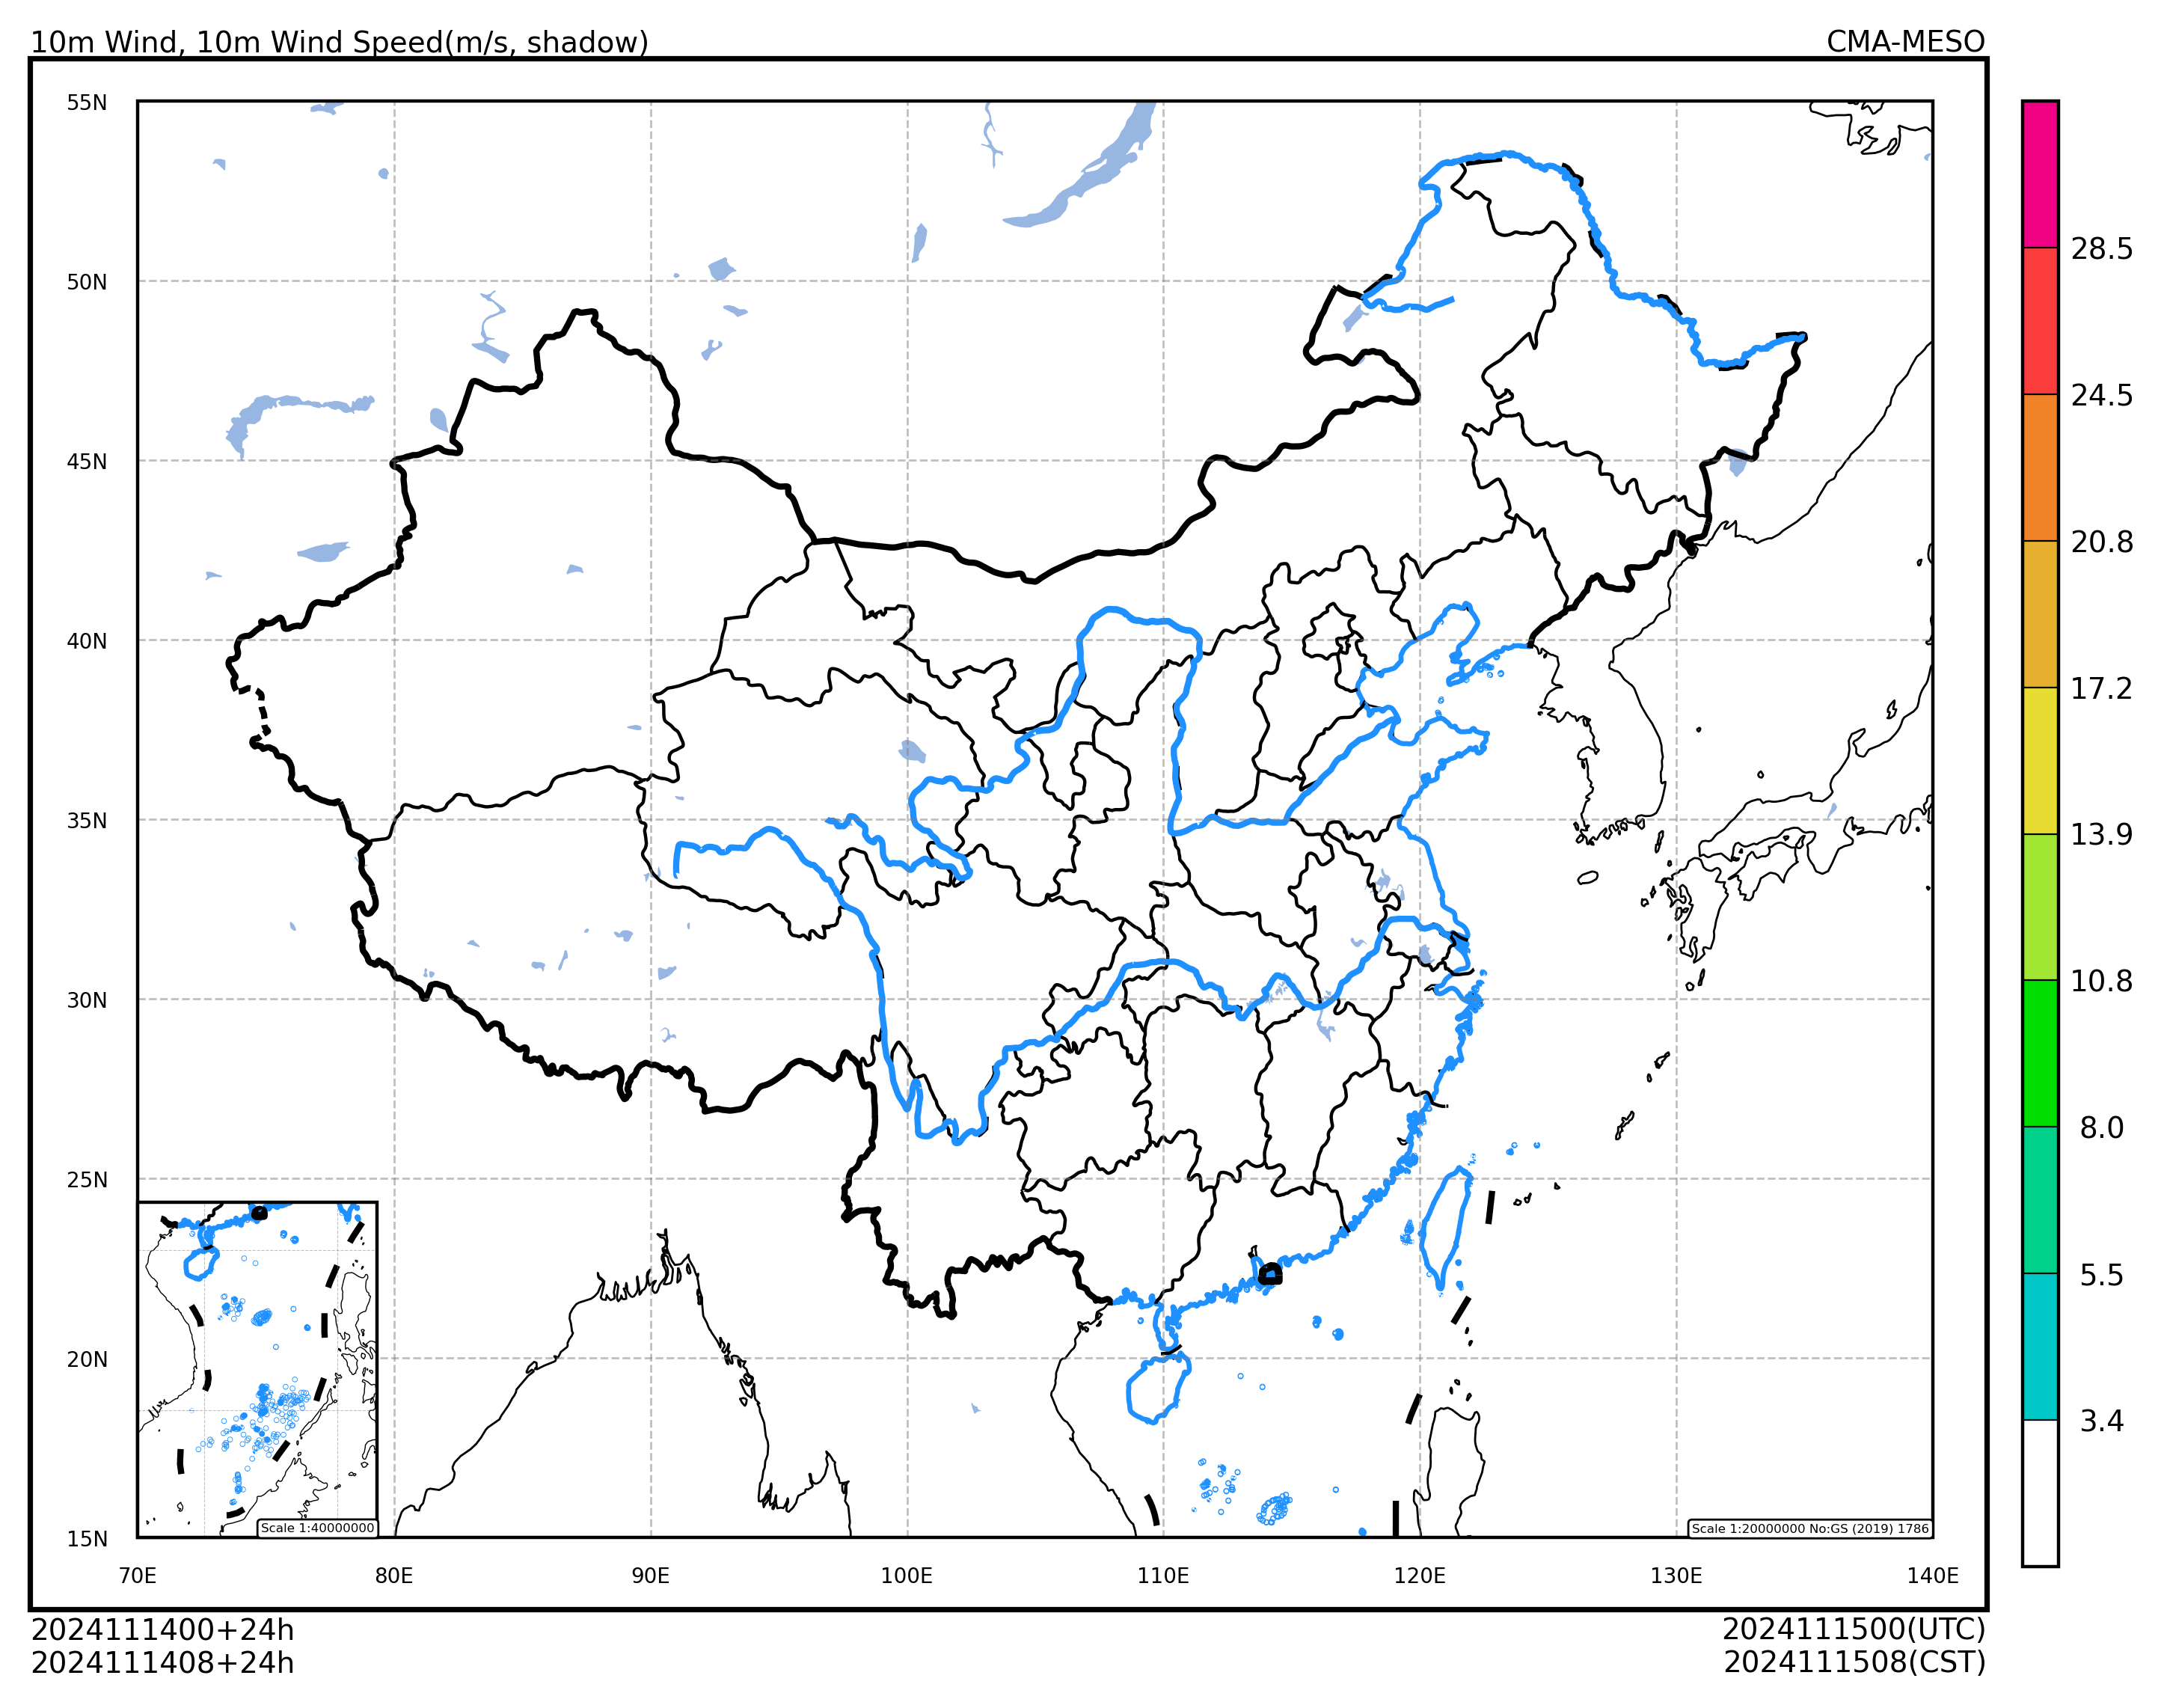 10m Wind, 10m Wind Speed(m/s, shadow)
CMA-MESO
55N
50N
45N
40N
35N
30N
25N
20N
15N
70E
80E
90E
100E
110E
120E
130E
140E
28.5
24.5
20.8
17.2
13.9
10.8
8.0
5.5
3.4
Scale 1:40000000
Scale 1:20000000 No:GS (2019) 1786
2024111400+24h
2024111408+24h
2024111500(UTC)
2024111508(CST)